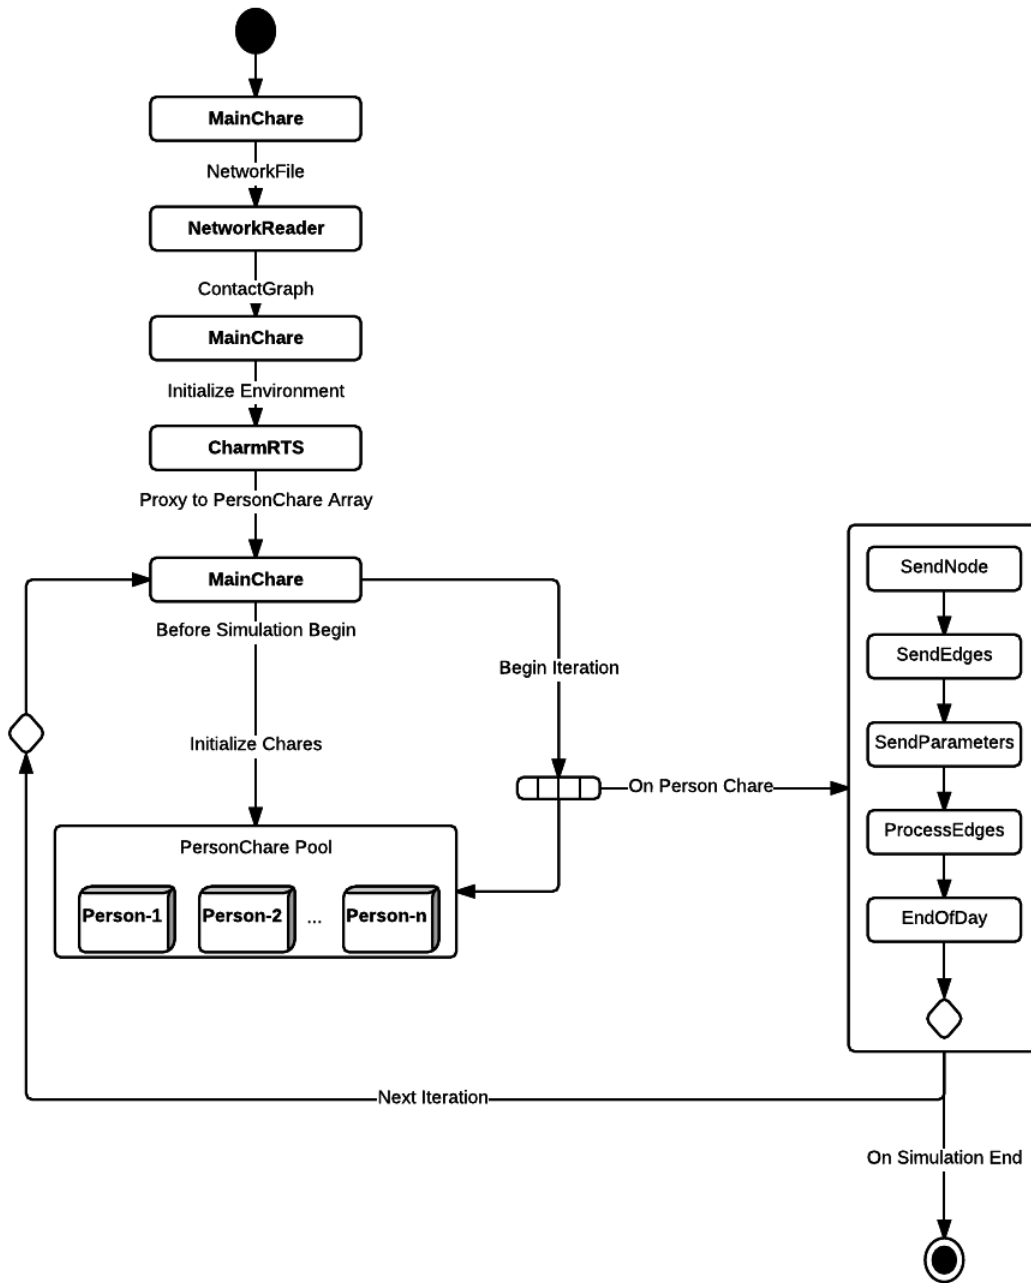 MainChare
NetworkFile
NetworkReader
ContactGraph
MainChare
Initialize Environment
CharmRTS
Proxy to PersonChare Array
MainChare
Before Simulation Begin
Begin Iteration
Initialize Chares
On Person Chare
PersonChare Pool
Person-1 Person-2 ... Person-n
SendNode
SendEdges
SendParameters
ProcessEdges
EndOfDay
Next Iteration
On Simulation End